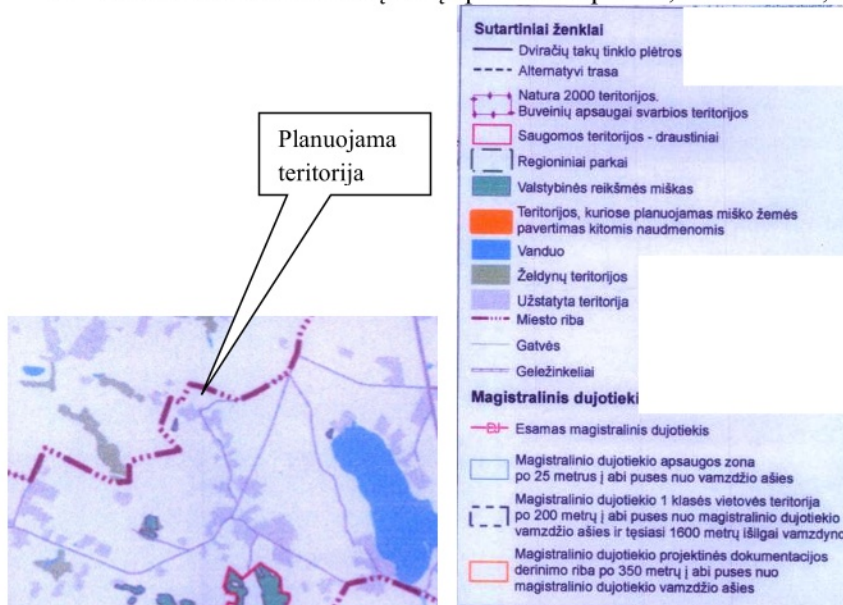 Planuojama
teritorija
Sutartiniai ženklai
Dviračių takų tinklo plėtros
Alternatyvi trasa
Natura 2000 teritorijos.
Buveinių apsaugai svarbios teritorijos
Saugomos teritorijos - draustiniai
Regioniniai parkai
Valstybinės reikšmės miškas
Teritorijos, kuriose planuojamas miško žemės
pavertimas kitomis naudmenomis
Vanduo
Želdynų teritorijos
Užstatyta teritorija
Miesto riba
Gatvės
Geležinkeliai
Magistralinis
Esamas magistralinis dujotiekis
Magistralinio dujotiekio apsaugos zona
po 25 metrus į abi puses nuo vamzdžio ašies
Magistralinio dujotiekio 1 klasės vietovės teritorija
po 200 metrų į abi puses nuo magistralinio dujotiekio
vamzdžio ašies ir tęsiasi 1600 metrų išilgai
Magistralinio dujotiekio projektinės dokumentacijos
derinimo riba po 350 metrų į abi puses nuo
magistralinio dujotiekio vamzdžio ašies